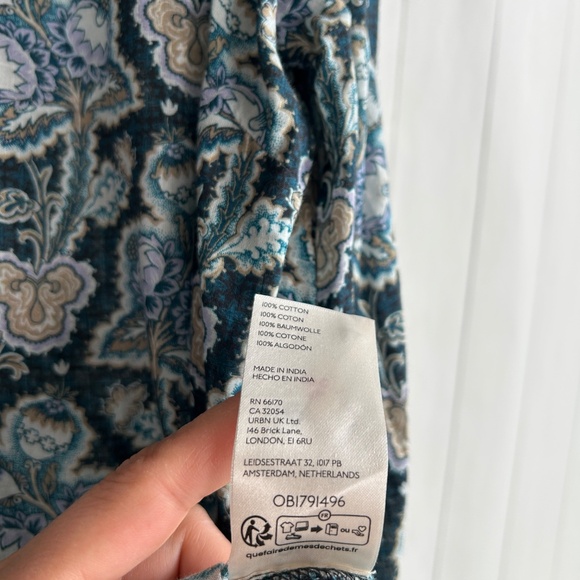 100% COTTON
100% COTON
100% BAUMWOLLE
100% COTONE
100% ALGODÓN
MADE IN INDIA
HECHO EN INDIA
RN 66170
CA 32054
URBN UK Ltd.
146 Brick Lane,
LONDON, E1 6RU
LEIDSESTRAAT 32, 1017 PB
AMSTERDAM, NETHERLANDS
OB1791496
FR
OU
quefairedemesdechets.fr